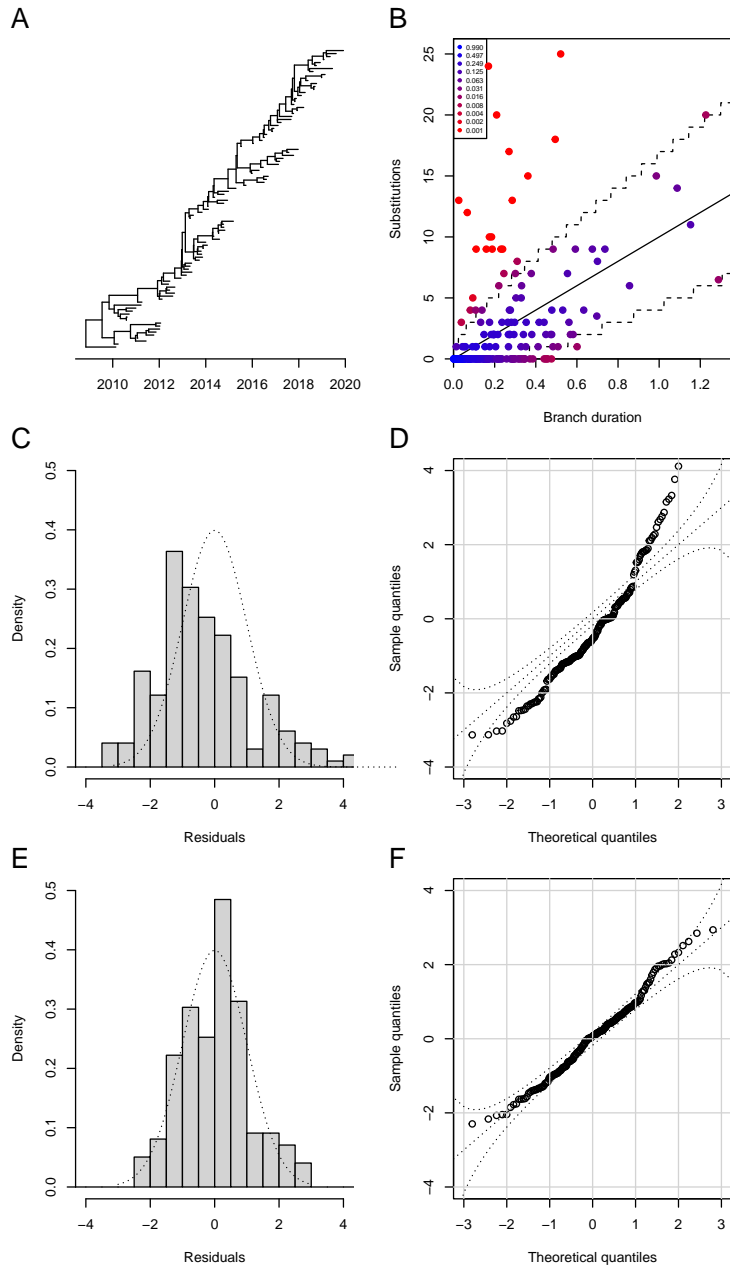 A
2010 2012 2014 2016 2018 2020
B
Substitutions
25
20
15
10
5
0
0.990
0.497
0.249
0.125
0.063
0.031
0.016
0.008
0.004
0.002
0.001
0.0 0.2 0.4 0.6 0.8 1.0 1.2
Branch duration
C
Density
0.5
0.4
0.3
0.2
0.1
0.0
−4 −2 0 2 4
Residuals
D
Sample quantiles
4
2
0
−2
−4
−3 −2 −1 0 1 2 3
Theoretical quantiles
E
Density
0.5
0.4
0.3
0.2
0.1
0.0
−4 −2 0 2 4
Residuals
F
Sample quantiles
4
2
0
−2
−4
−3 −2 −1 0 1 2 3
Theoretical quantiles